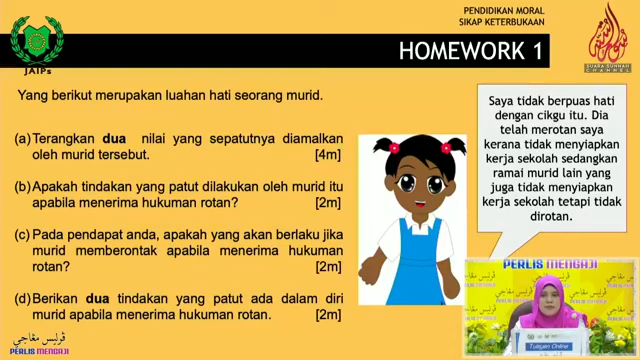 PENDIDIKAN MORAL
SIKAP KETERBUKAAN
HOMEWORK 1
JAIPs
SUARA SUNNAH
CHANNEL
Yang berikut merupakan luahan hati seorang murid.
(a) Terangkan dua nilai yang sepatutnya diamalkan
oleh murid tersebut. [4m]
(b) Apakah tindakan yang patut dilakukan oleh murid itu
apabila menerima hukuman rotan? [2m]
(c) Pada pendapat anda, apakah yang akan berlaku jika
murid memberontak apabila menerima hukuman
rotan? [2m]
(d) Berikan dua tindakan yang patut ada dalam diri
murid apabila menerima hukuman rotan. [2m]
Saya tidak berpuas hati
dengan cikgu itu. Dia
telah merotan saya
kerana tidak menyiapkan
kerja sekolah sedangkan
ramai murid lain yang
juga tidak menyiapkan
kerja sekolah tetapi tidak
dirotan.
PERLIS MENGAJI
Tuisyen Online
ڤرليس مڠاجي
PERLIS MENGAJI